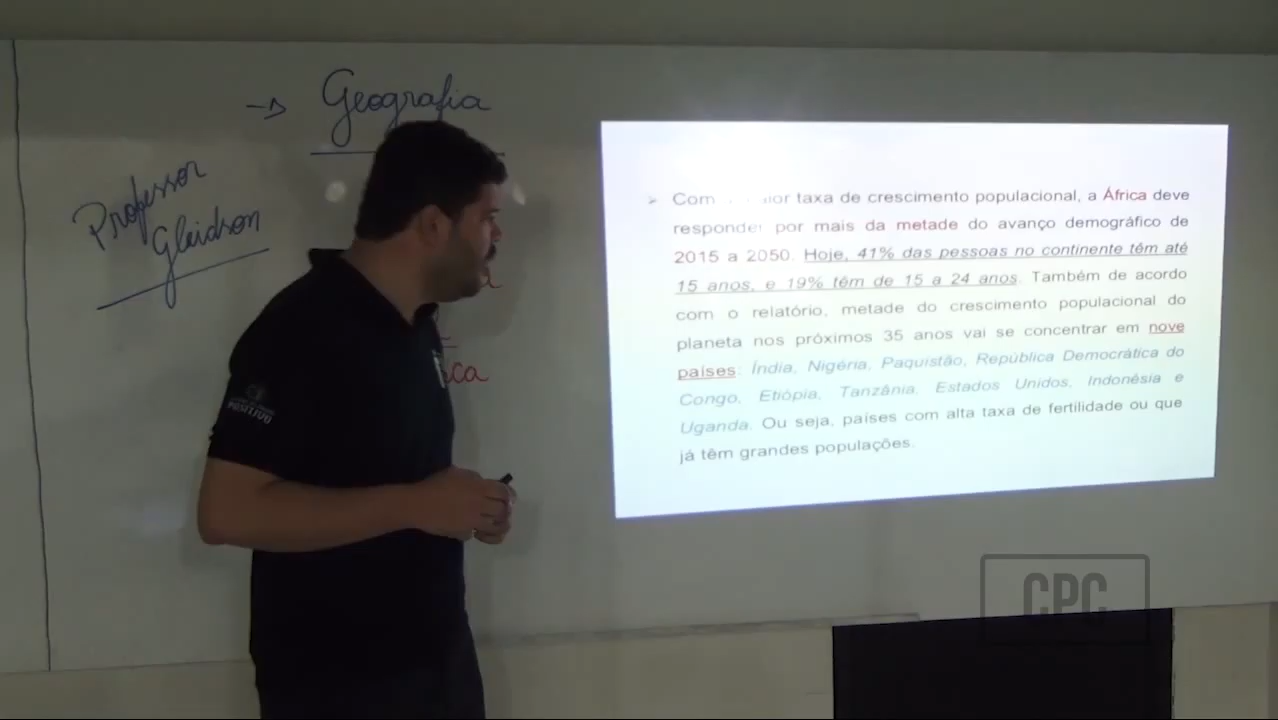 Geografia
Professor
Gleidson
Com taxa de crescimento populacional, a África deve
responder por mais da metade do avanço demográfico de
2015 a 2050. Hoje, 41% das pessoas no continente têm até
15 anos, e 19% têm de 15 a 24 anos. Também de acordo
com o relatório, metade do crescimento populacional do
planeta nos próximos 35 anos vai se concentrar em nove
países: Índia, Nigéria, Paquistão, República Democrática do
Congo, Etiópia, Tanzânia, Estados Unidos, Indonésia e
Uganda. Ou seja, países com alta taxa de fertilidade ou que
já têm grandes populações.
POSITIVO
CPC